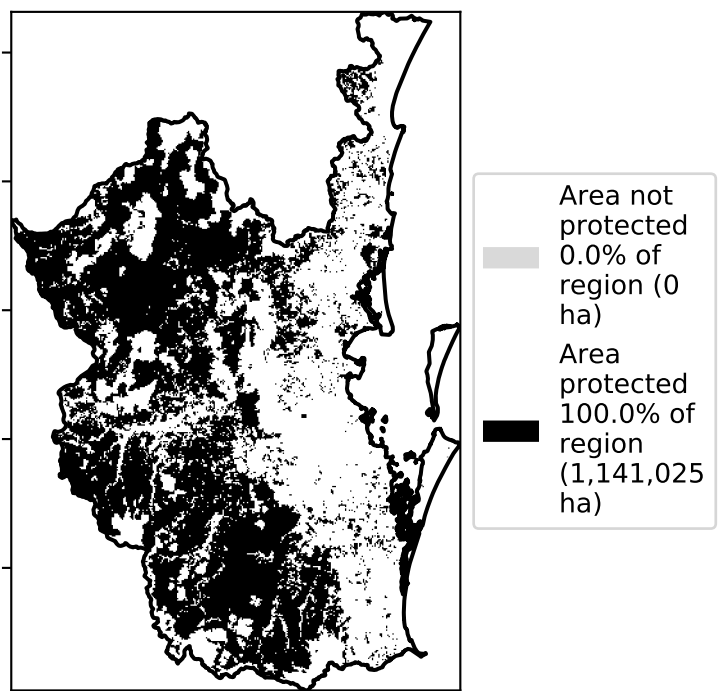 Area not
protected
0.0% of
region (0
ha)
Area
protected
100.0% of
region
(1,141,025
ha)